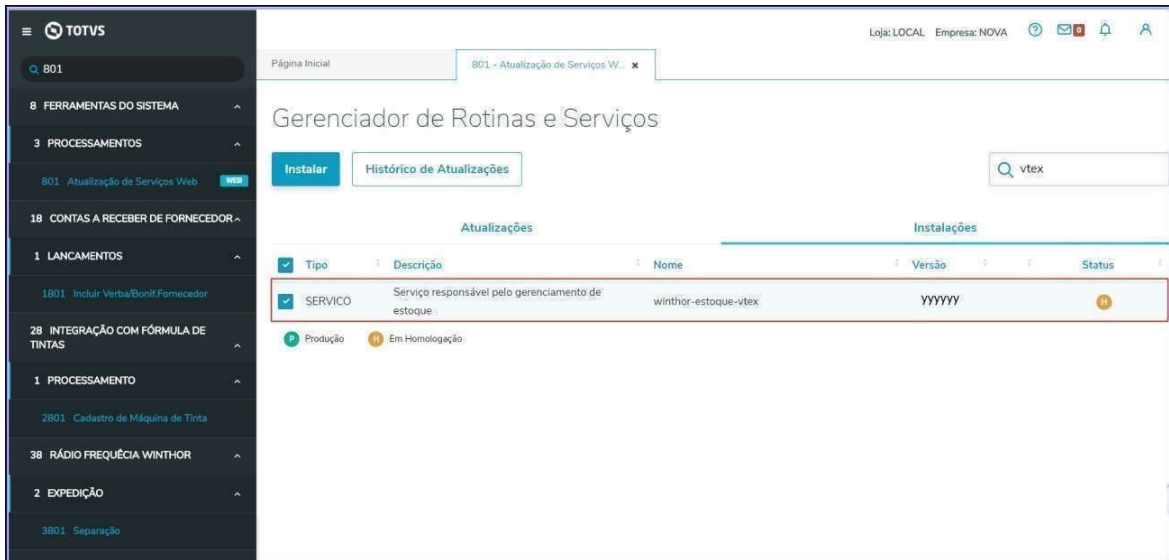 TOTVS
Loja: LOCAL Empresa: NOVA
0
801
Página Inicial
801 - Atualização de Serviços W...
8 FERRAMENTAS DO SISTEMA
3 PROCESSAMENTOS
801 Atualização de Serviços Web WEB
18 CONTAS A RECEBER DE FORNECEDOR
1 LANCAMENTOS
1801 Incluir Verba/Bonif.Fornecedor
28 INTEGRAÇÃO COM FÓRMULA DE
TINTAS
1 PROCESSAMENTO
2801 Cadastro de Máquina de Tinta
38 RÁDIO FREQUÊCIA WINTHOR
2 EXPEDIÇÃO
3801 Separação
Gerenciador de Rotinas e Serviços
Instalar Histórico de Atualizações vtex
Atualizações Instalações
Tipo Descrição Nome Versão Status
SERVICO Serviço responsável pelo gerenciamento de winthor-estoque-vtex yyyyyy H
estoque
P Produção H Em Homologação